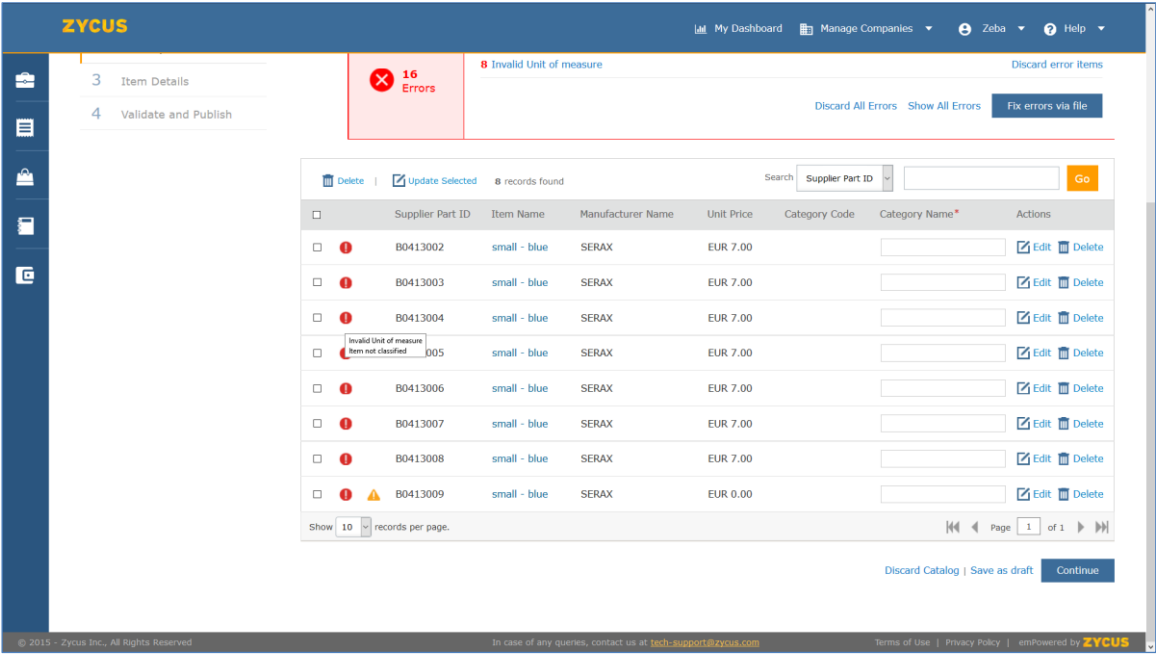 ZYCUS
My Dashboard Manage Companies Zeba Help
3 Item Details
4 Validate and Publish
16
Errors
8 Invalid Unit of measure Discard error items
Discard All Errors Show All Errors Fix errors via file
Delete | Update Selected 8 records found Search Supplier Part ID Go
Supplier Part ID Item Name Manufacturer Name Unit Price Category Code Category Name* Actions
B0413002 small - blue SERAX EUR 7.00 Edit Delete
B0413003 small - blue SERAX EUR 7.00 Edit Delete
B0413004 small - blue SERAX EUR 7.00 Edit Delete
Invalid Unit of measure
Item not classified
005 small - blue SERAX EUR 7.00 Edit Delete
B0413006 small - blue SERAX EUR 7.00 Edit Delete
B0413007 small - blue SERAX EUR 7.00 Edit Delete
B0413008 small - blue SERAX EUR 7.00 Edit Delete
B0413009 small - blue SERAX EUR 0.00 Edit Delete
Show 10 records per page. Page 1 of 1
Discard Catalog | Save as draft Continue
© 2015 - Zycus Inc., All Rights Reserved In case of any queries, contact us at tech-support@zycus.com Terms of Use | Privacy Policy | emPowered by ZYCUS